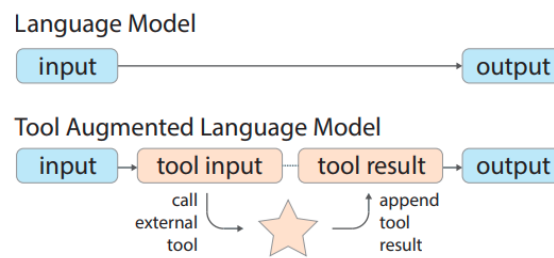 Language Model
input output
Tool Augmented Language Model
input tool input tool result output
call
external
tool
append
tool
result